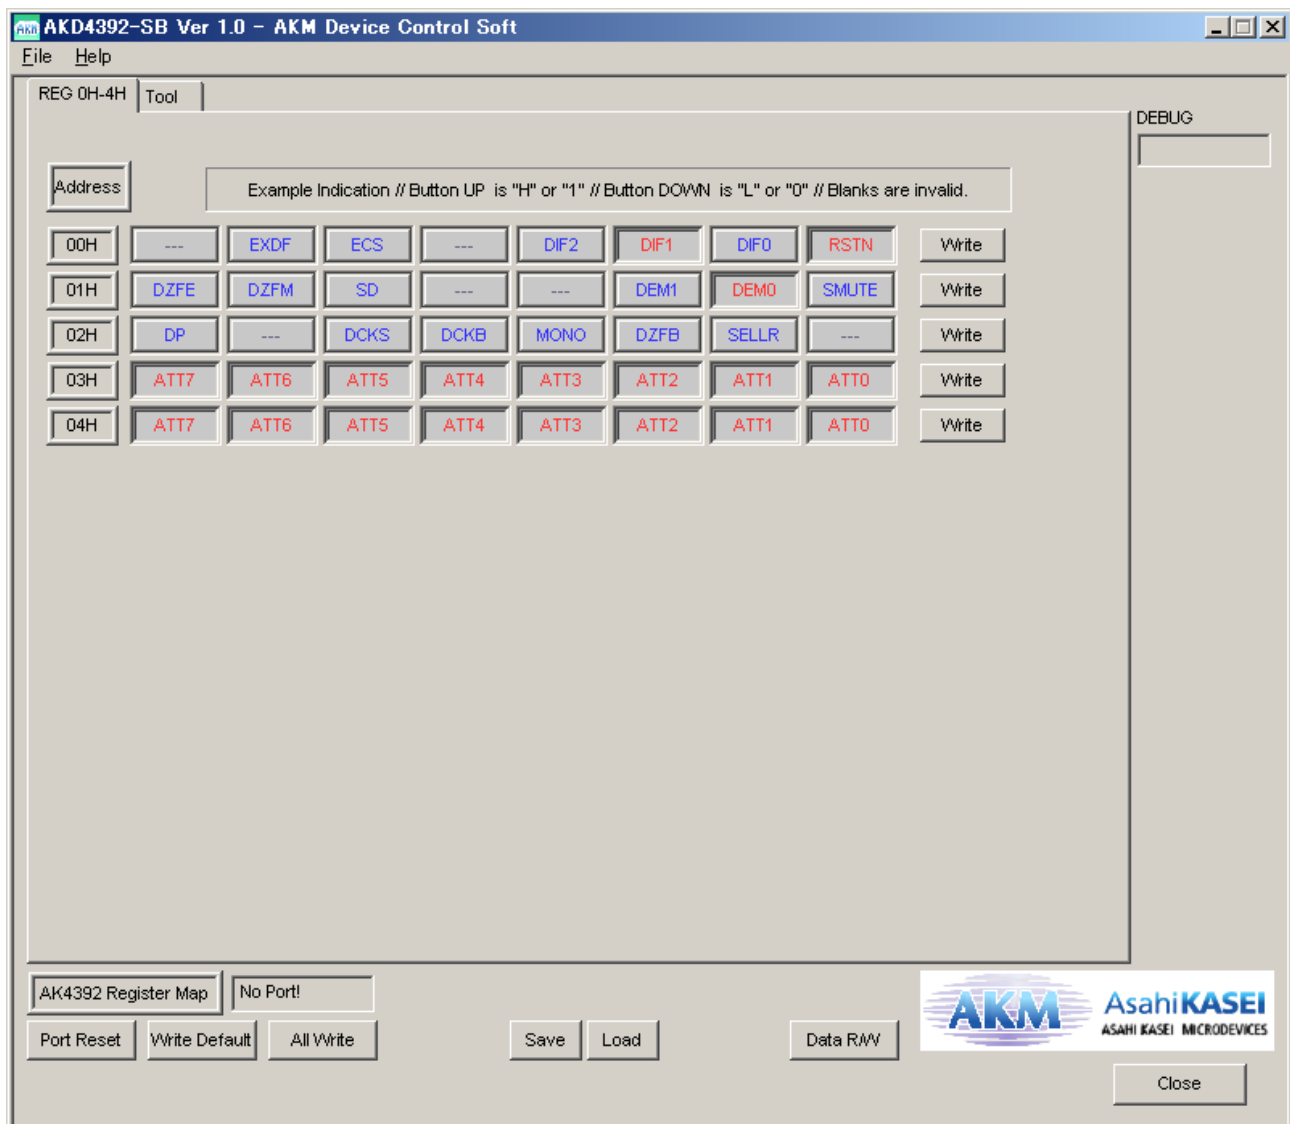 AKM AKD4392-SB Ver 1.0 - AKM Device Control Soft
File Help
REG 0H-4H Tool
DEBUG
Address Example Indication // Button UP is "H" or "1" // Button DOWN is "L" or "0" // Blanks are invalid.
00H --- EXDF ECS --- DIF2 DIF1 DIF0 RSTN Write
01H DZFE DZFM SD --- --- DEM1 DEM0 SMUTE Write
02H DP --- DCKS DCKB MONO DZFB SELLR --- Write
03H ATT7 ATT6 ATT5 ATT4 ATT3 ATT2 ATT1 ATT0 Write
04H ATT7 ATT6 ATT5 ATT4 ATT3 ATT2 ATT1 ATT0 Write
AK4392 Register Map No Port!
AKM AsahiKASEI
ASAHI KASEI MICRODEVICES
Port Reset Write Default All Write Save Load Data R/W
Close